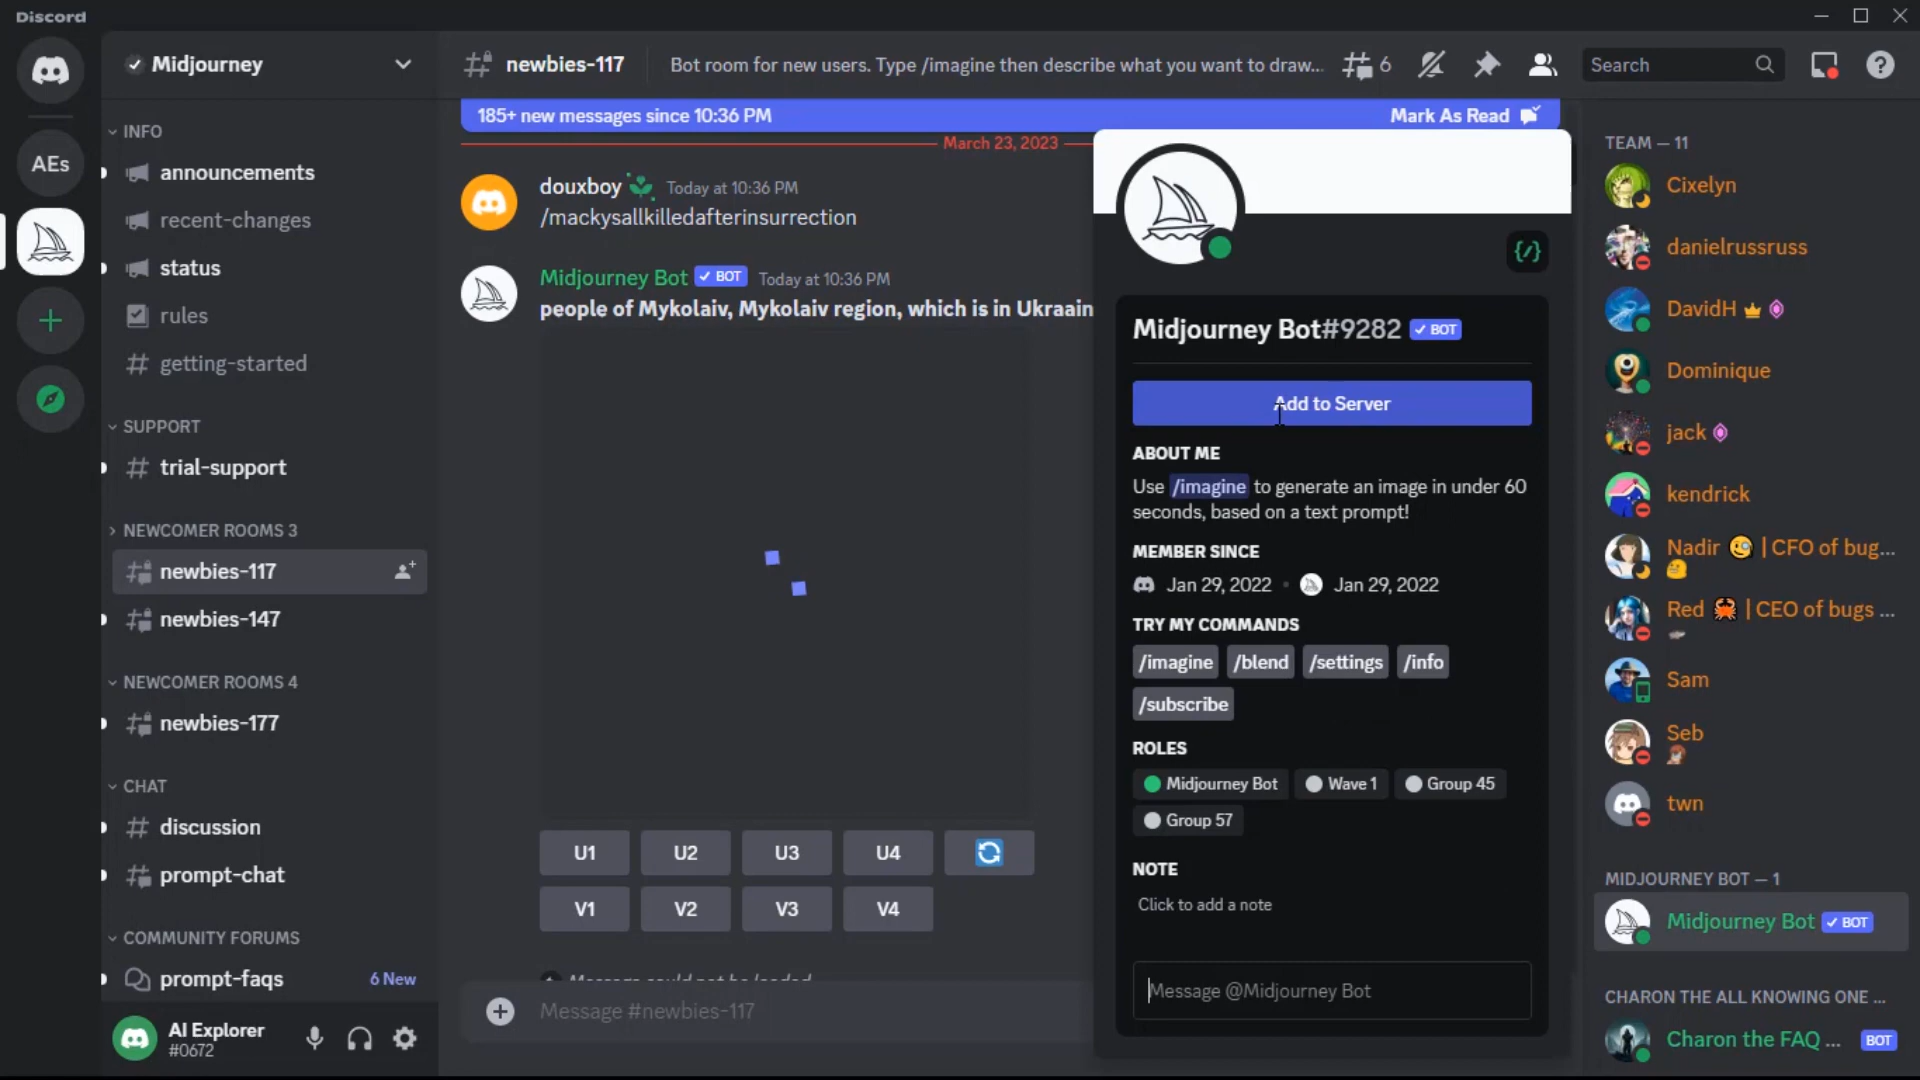 Discord
Midjourney
newbies-117
Bot room for new users. Type /imagine then describe what you want to draw...
6
Search
185+ new messages since 10:36 PM
Mark As Read
March 23, 2023
INFO
announcements
recent-changes
status
rules
getting-started
AEs
SUPPORT
trial-support
NEWCOMER ROOMS 3
newbies-117
newbies-147
NEWCOMER ROOMS 4
newbies-177
CHAT
discussion
prompt-chat
COMMUNITY FORUMS
prompt-faqs
6 New
AI Explorer
#0672
douxboy Today at 10:36 PM
/mackysallkilledafterinsurrection
Midjourney Bot BOT Today at 10:36 PM
people of Mykolaiv, Mykolaiv region, which is in Ukraain
U1 U2 U3 U4
V1 V2 V3 V4
Message could not be loaded
Message #newbies-117
Midjourney Bot#9282 BOT
Add to Server
ABOUT ME
Use /imagine to generate an image in under 60
seconds, based on a text prompt!
MEMBER SINCE
Jan 29, 2022 Jan 29, 2022
TRY MY COMMANDS
/imagine /blend /settings /info
/subscribe
ROLES
Midjourney Bot Wave 1 Group 45
Group 57
NOTE
Click to add a note
Message @Midjourney Bot
TEAM — 11
Cixelyn
danielrussruss
DavidH
Dominique
jack
kendrick
Nadir | CFO of bug...
Red | CEO of bugs ...
Sam
Seb
twn
MIDJOURNEY BOT — 1
Midjourney Bot BOT
CHARON THE ALL KNOWING ONE ...
Charon the FAQ ... BOT